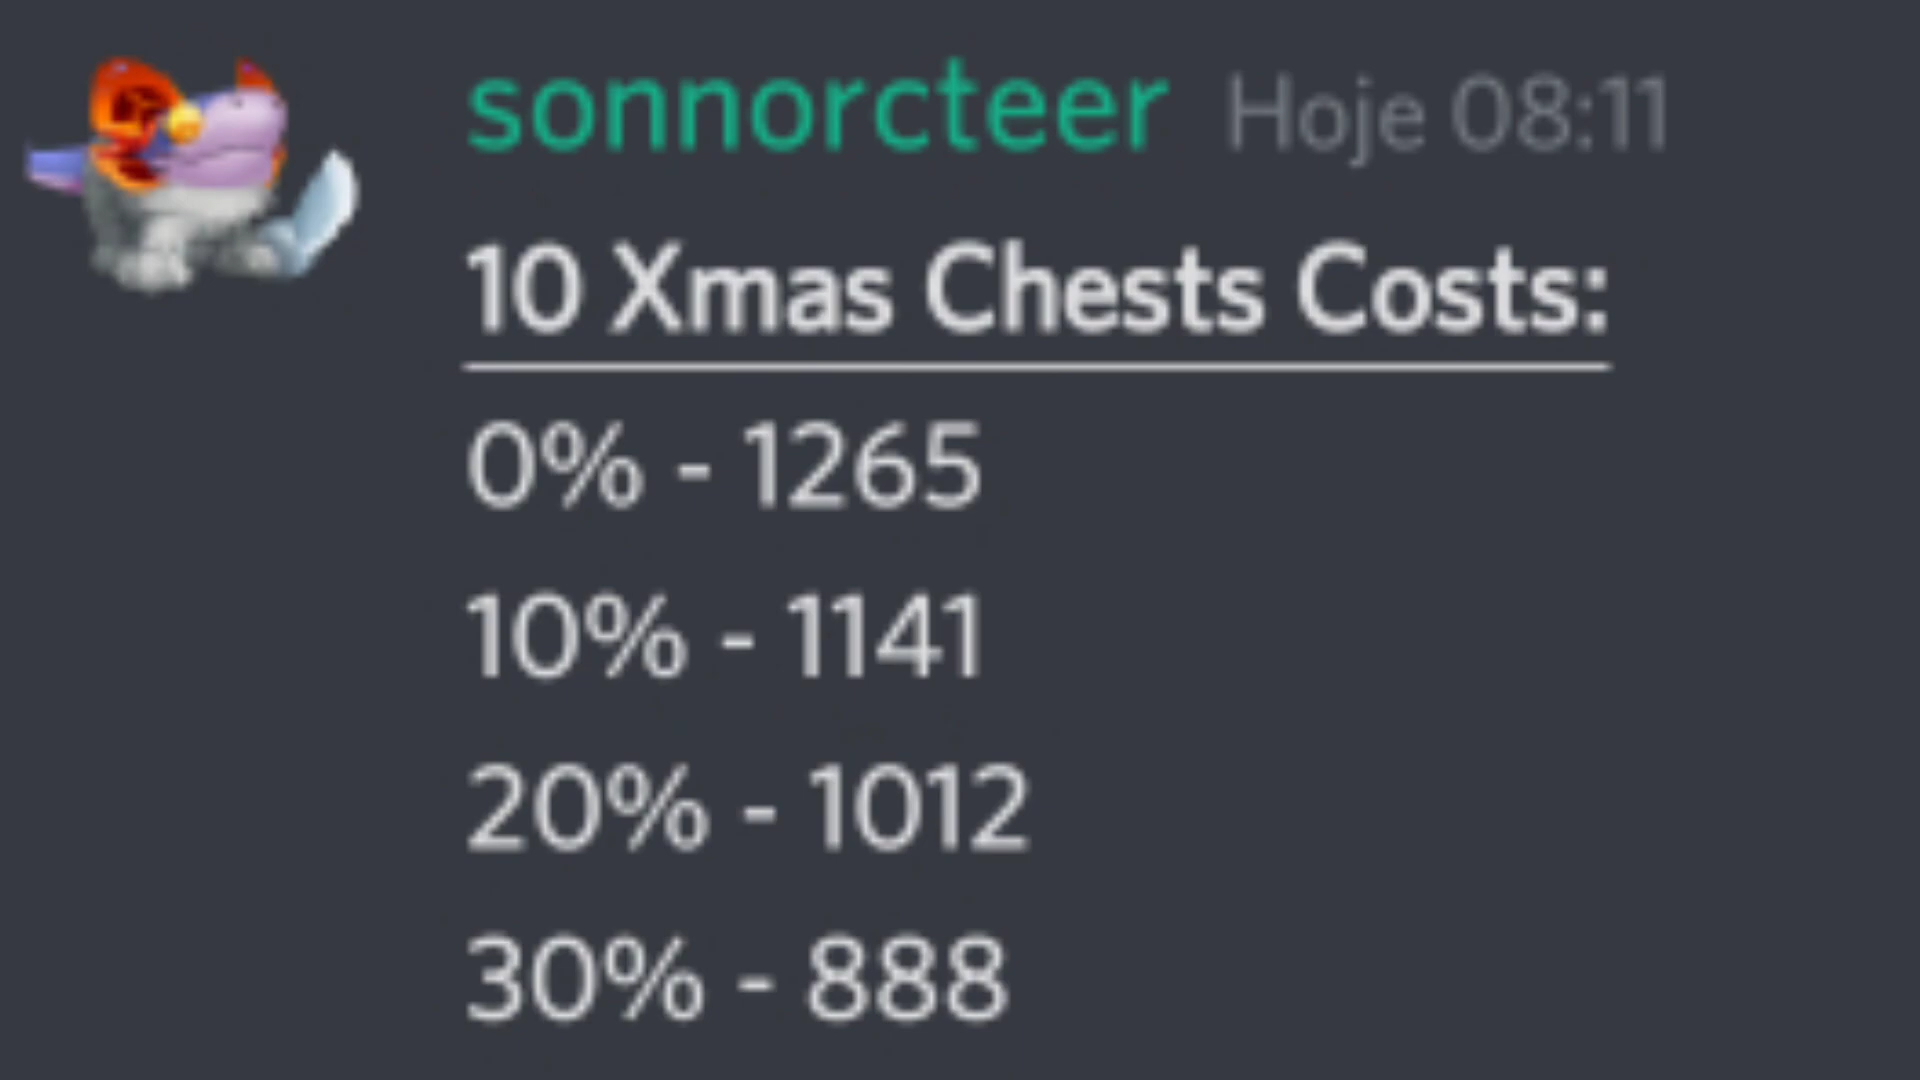 sonnorcteer Hoje 08:11
10 Xmas Chests Costs:
0% - 1265
10% - 1141
20% - 1012
30% - 888